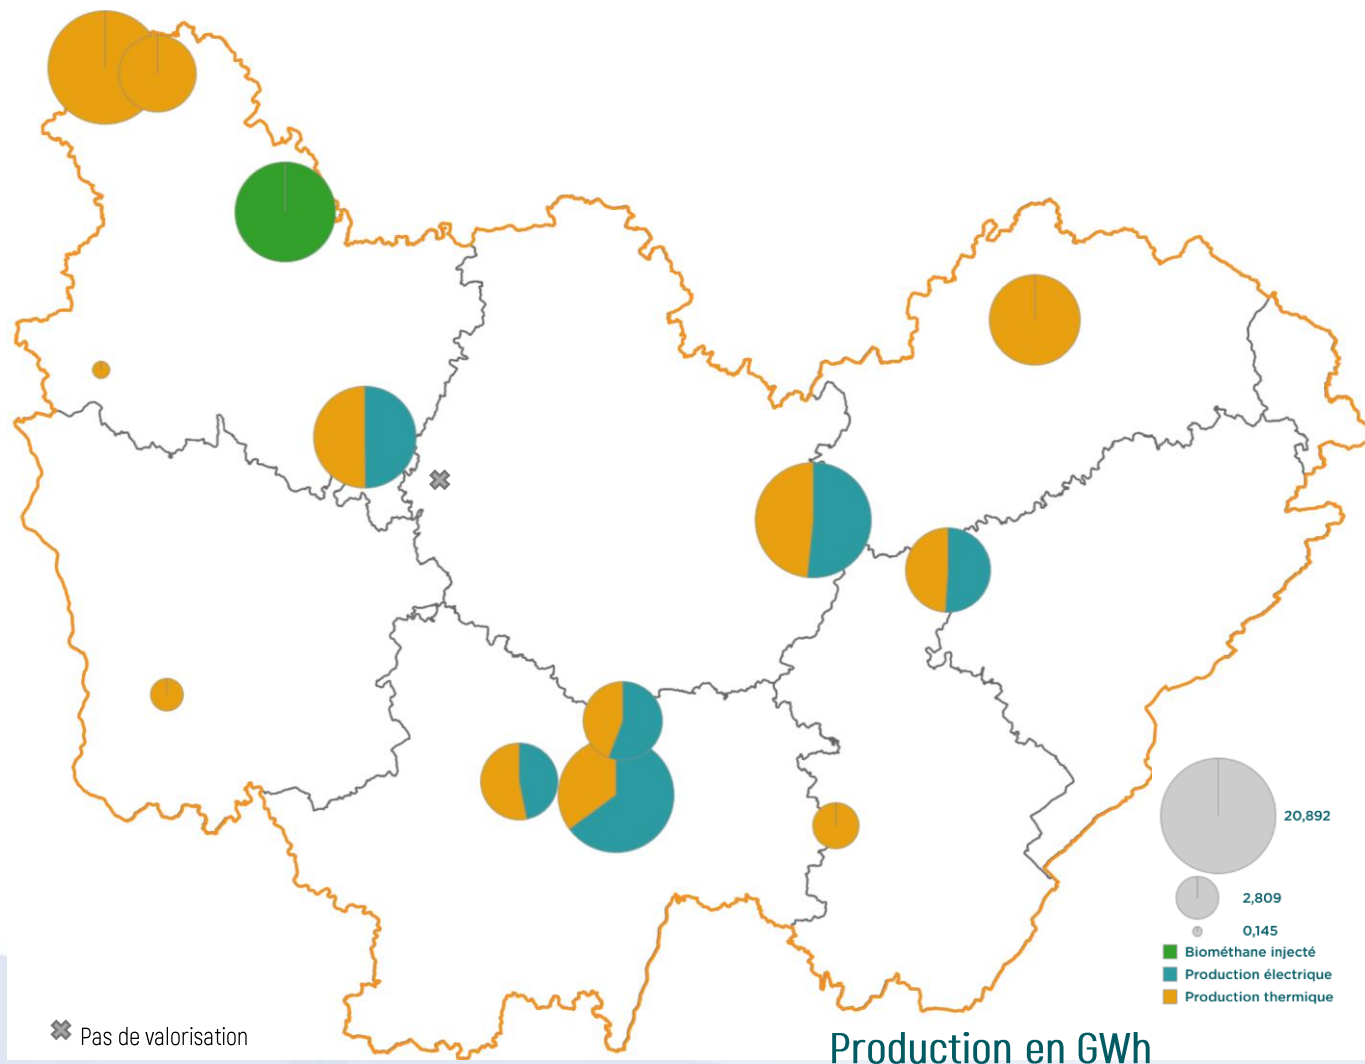 20,892
2,809
0,145
Biométhane injecté
Production électrique
Production thermique
Pas de valorisation
Production en GWh